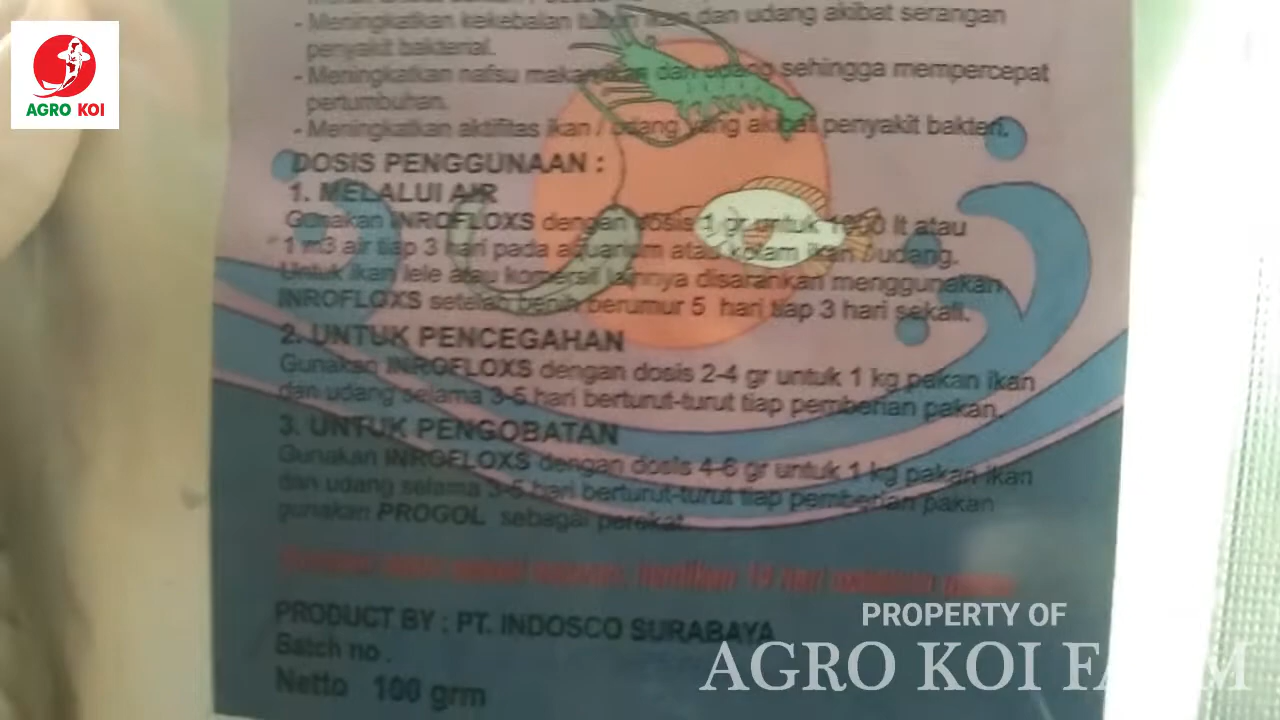 AGRO KOI
- Meningkatkan kekebalan tubuh ikan dan udang akibat serangan
penyakit bakterial.
- Meningkatkan nafsu makan ikan dan udang sehingga mempercepat
pertumbuhan.
- Meningkatkan aktifitas ikan / udang yang akibat penyakit bakteri.
DOSIS PENGGUNAAN :
1. MELALUI AIR
Gunakan INROFLOXS dengan dosis 1 gr untuk 1000 lt atau
1 m3 air tiap 3 hari pada aquarium atau kolam ikan / udang.
Untuk ikan lele atau komersil lainnya disarankan menggunakan
INROFLOXS setelah benih berumur 5 hari tiap 3 hari sekali.
2. UNTUK PENCEGAHAN
Gunakan INROFLOXS dengan dosis 2-4 gr untuk 1 kg pakan ikan
dan udang selama 3-5 hari berturut-turut tiap pemberian pakan.
3. UNTUK PENGOBATAN
Gunakan INROFLOXS dengan dosis 4-6 gr untuk 1 kg pakan ikan
dan udang selama 3-5 hari berturut-turut tiap pemberian pakan
gunakan PROGOL sebagai perekat.
hentikan 14 hari sebelum panen
PRODUCT BY : PT. INDOSCO SURABAYA
Batch no .
Netto 100 grm
PROPERTY OF
AGRO KOI FARM